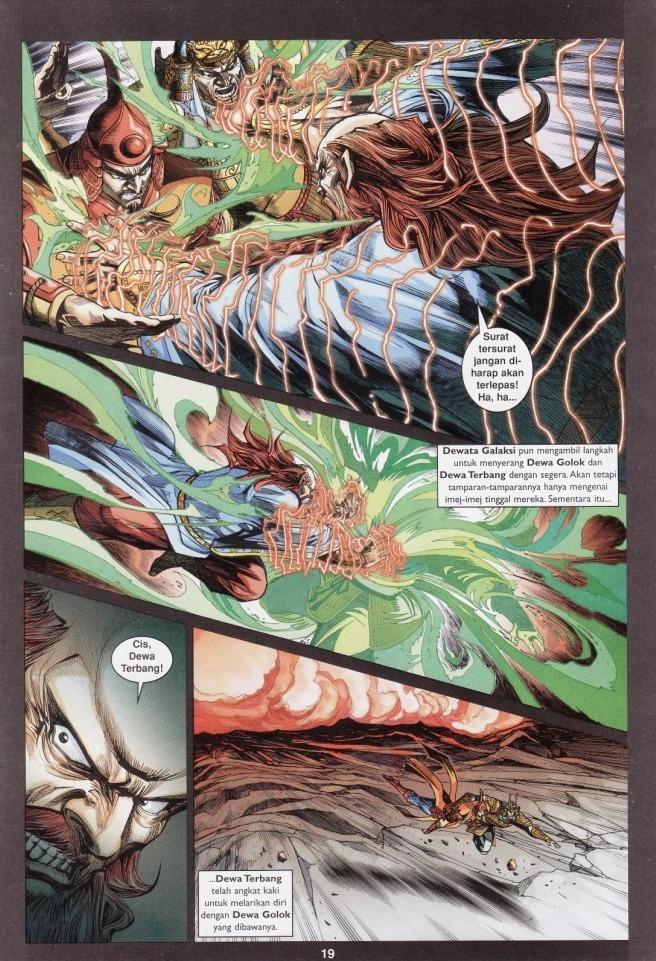 Surat
tersurat
jangan di-
harap akan
terlepas!
Ha, ha...
Dewata Galaksi pun mengambil langkah
untuk menyerang Dewa Golok dan
Dewa Terbang dengan segera. Akan tetapi
tamparan-tamparannya hanya mengenai
imej-imej tinggal mereka. Sementara itu...
Cis,
Dewa
Terbang!
...Dewa Terbang
telah angkat kaki
untuk melarikan diri
dengan Dewa Golok
yang dibawanya.
19